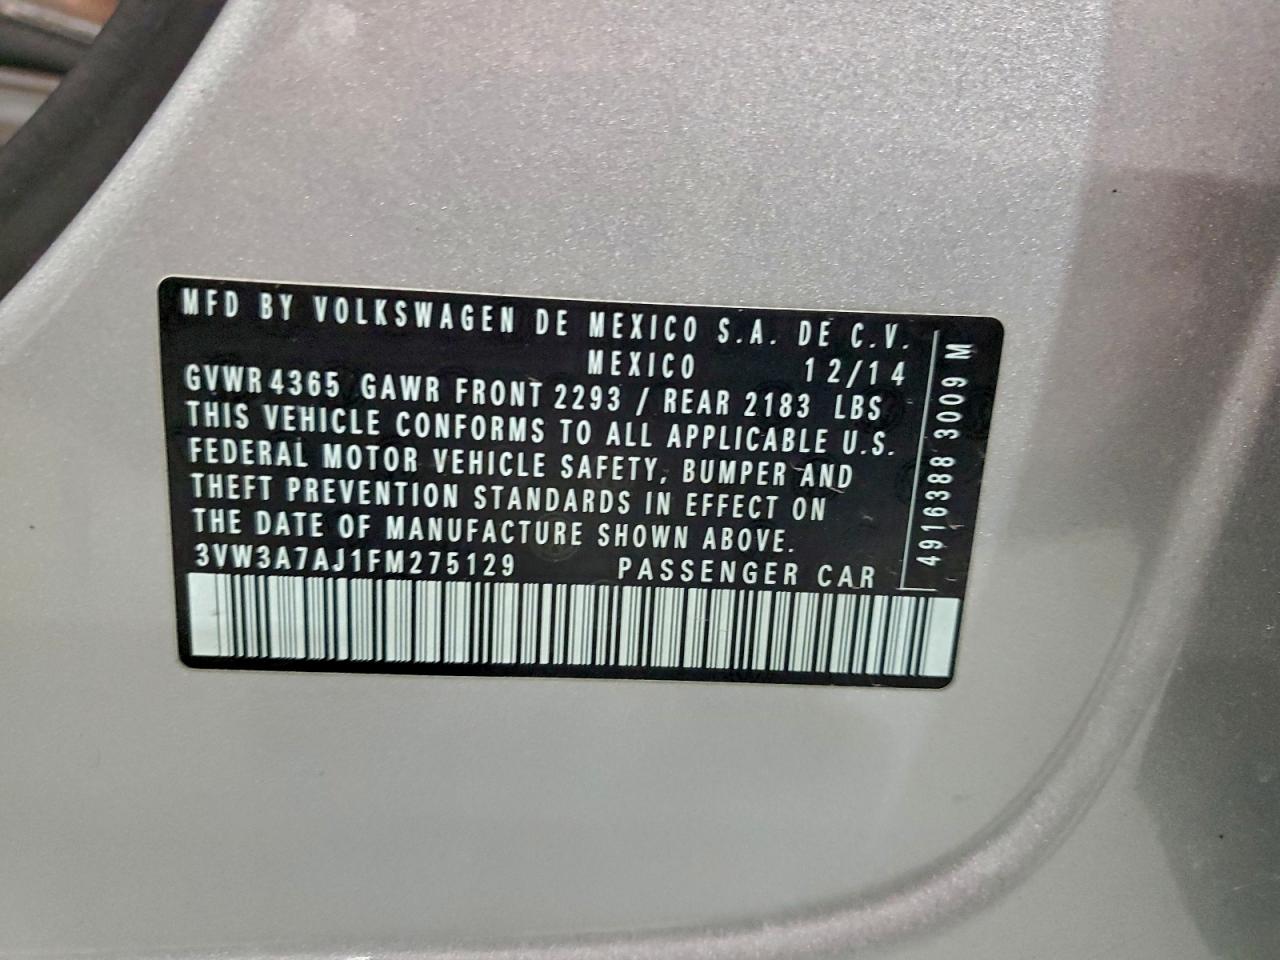 MFD BY VOLKSWAGEN DE MEXICO S.A. DE C.V.
MEXICO 12/14
GVWR 4365 GAWR FRONT 2293 / REAR 2183 LBS
THIS VEHICLE CONFORMS TO ALL APPLICABLE U.S.
FEDERAL MOTOR VEHICLE SAFETY, BUMPER AND
THEFT PREVENTION STANDARDS IN EFFECT ON
THE DATE OF MANUFACTURE SHOWN ABOVE.
3VW3A7AJ1FM275129 PASSENGER CAR
4916388 3009 M